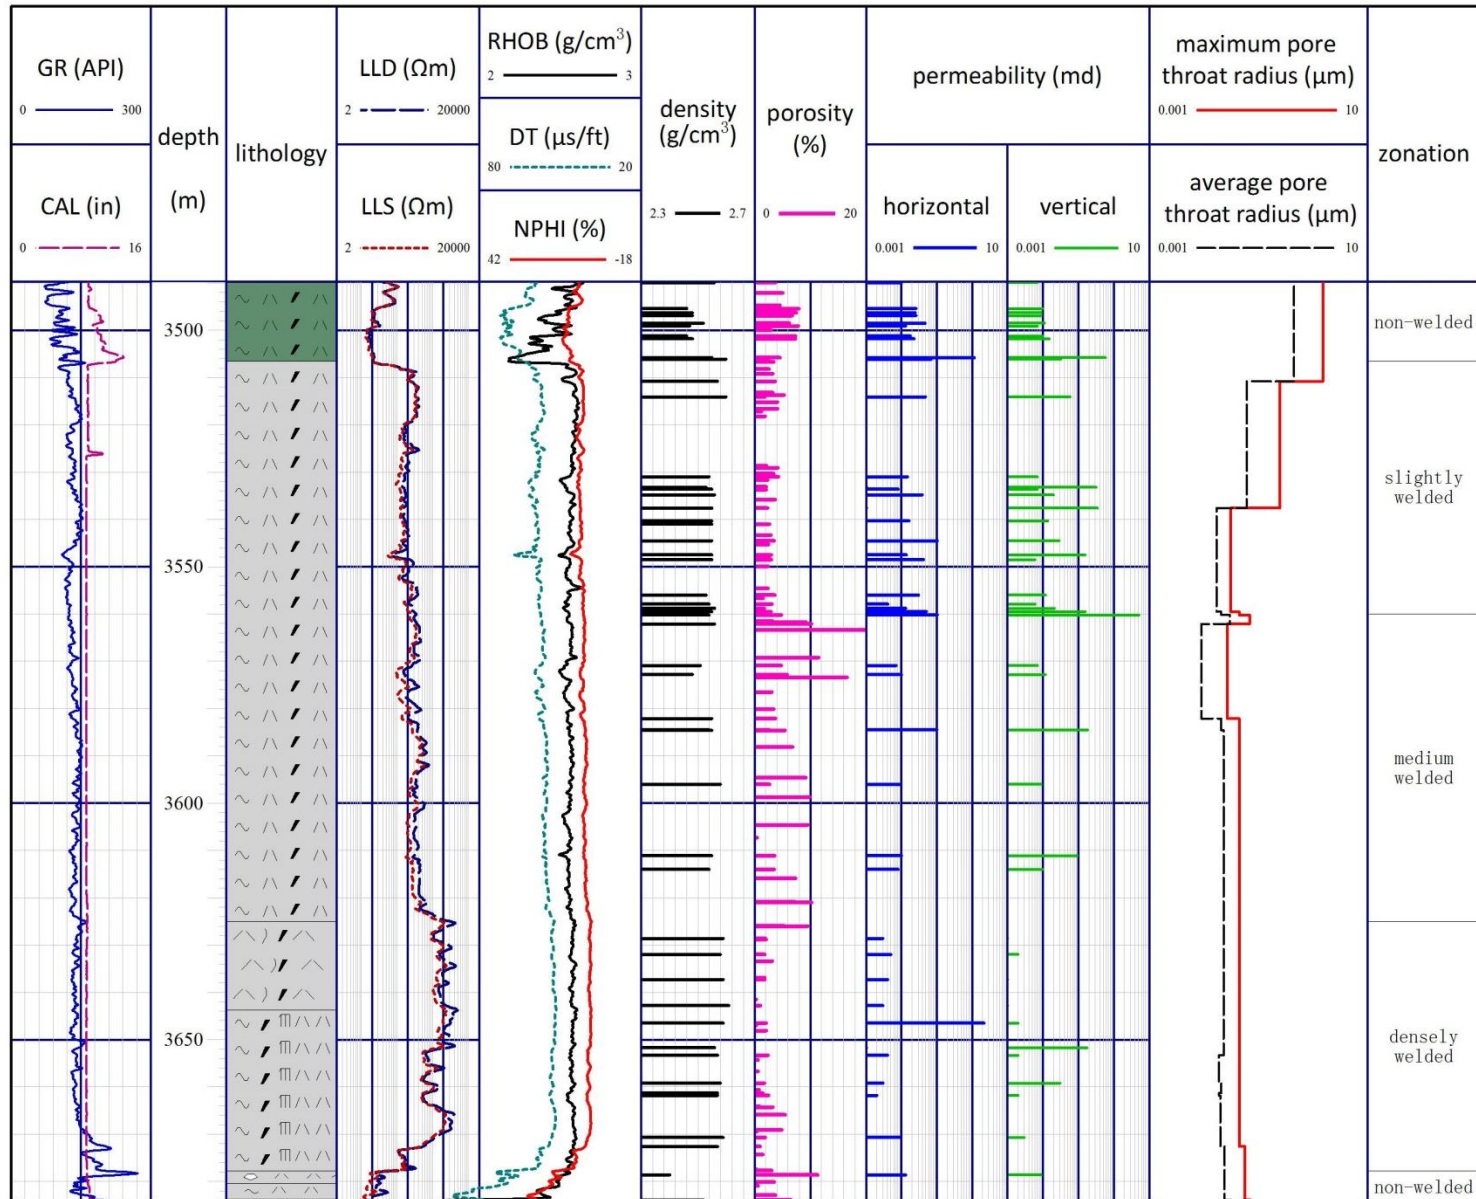 GR (API)
0 300
CAL (in)
0 16
depth
(m)
lithology
LLD (Ωm)
2 20000
LLS (Ωm)
2 20000
RHOB (g/cm³)
2 3
DT (μs/ft)
80 20
NPHI (%)
42 -18
density
(g/cm³)
2.3 2.7
porosity
(%)
0 20
permeability (md)
horizontal
0.001 10
vertical
0.001 10
maximum pore
throat radius (μm)
0.001 10
average pore
throat radius (μm)
0.001 10
zonation
3500
3550
3600
3650
non-welded
slightly
welded
medium
welded
densely
welded
non-welded